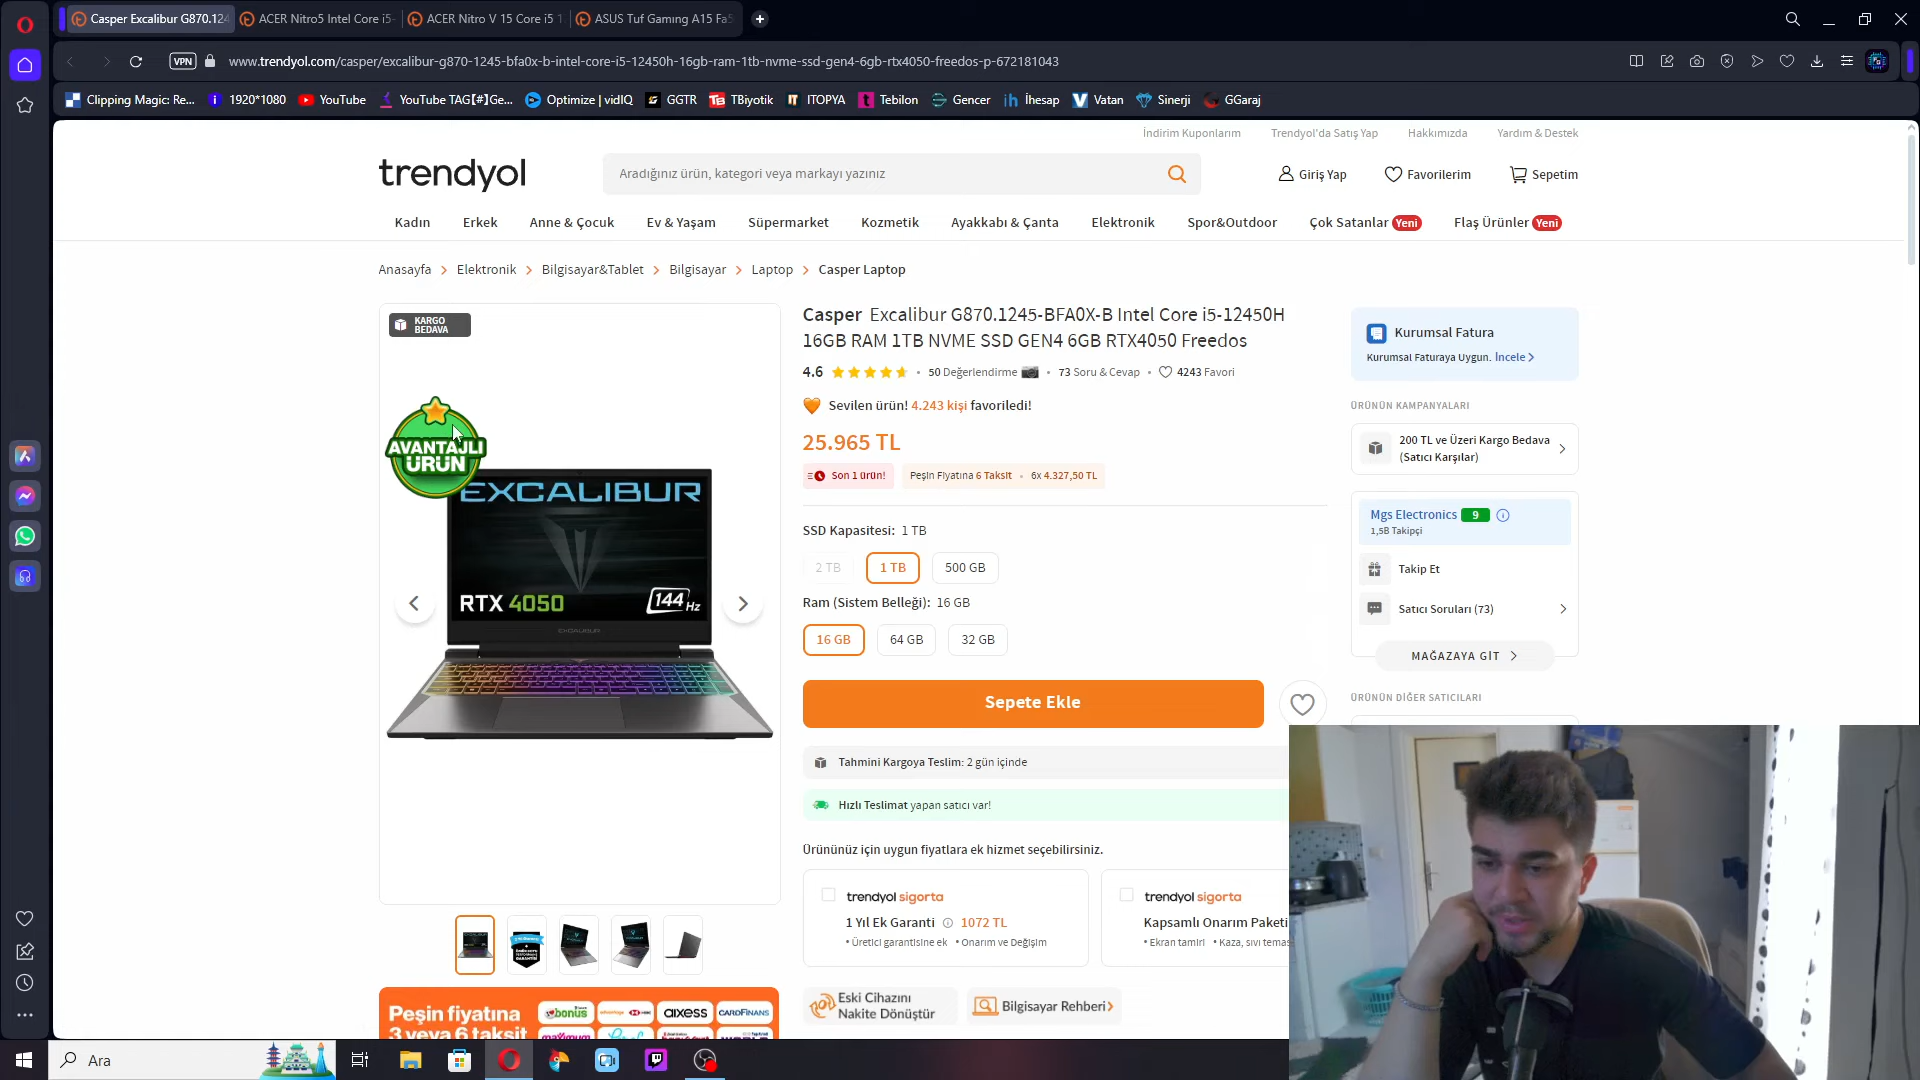 Casper Excalibur G870.124
ACER Nitro5 Intel Core i5-
ACER Nitro V 15 Core i5 1
ASUS Tuf Gaming A15 Fa5
VPN
www.trendyol.com/casper/excalibur-g870-1245-bfa0x-b-intel-core-i5-12450h-16gb-ram-1tb-nvme-ssd-gen4-6gb-rtx4050-freedos-p-672181043
Clipping Magic: Re...
1920*1080
YouTube
YouTube TAG【#】Ge...
Optimize | vidIQ
GGTR
TBiyotik
ITOPYA
Tebilon
Gencer
İhesap
Vatan
Sinerji
GGaraj
İndirim Kuponlarım
Trendyol'da Satış Yap
Hakkımızda
Yardım & Destek
trendyol
Aradığınız ürün, kategori veya markayı yazınız
Giriş Yap
Favorilerim
Sepetim
Kadın
Erkek
Anne & Çocuk
Ev & Yaşam
Süpermarket
Kozmetik
Ayakkabı & Çanta
Elektronik
Spor&Outdoor
Çok Satanlar Yeni
Flaş Ürünler Yeni
Anasayfa > Elektronik > Bilgisayar&Tablet > Bilgisayar > Laptop > Casper Laptop
KARGO
BEDAVA
AVANTAJLI
ÜRÜN
EXCALIBUR
RTX 4050
144 Hz
EXCALIBUR
Casper Excalibur G870.1245-BFA0X-B Intel Core i5-12450H
16GB RAM 1TB NVME SSD GEN4 6GB RTX4050 Freedos
4.6
• 50 Değerlendirme
• 73 Soru & Cevap
• 4243 Favori
Sevilen ürün! 4.243 kişi favoriledi!
25.965 TL
Son 1 ürün!
Peşin Fiyatına 6 Taksit • 6x 4.327,50 TL
SSD Kapasitesi: 1 TB
2 TB
1 TB
500 GB
Ram (Sistem Belleği): 16 GB
16 GB
64 GB
32 GB
Sepete Ekle
Tahmini Kargoya Teslim: 2 gün içinde
Hızlı Teslimat yapan satıcı var!
Ürününüz için uygun fiyatlara ek hizmet seçebilirsiniz.
trendyol sigorta
1 Yıl Ek Garanti 1072 TL
• Üretici garantisine ek • Onarım ve Değişim
trendyol sigorta
Kapsamlı Onarım Paketi
• Ekran tamiri • Kaza, sıvı temas
Eski Cihazını
Nakite Dönüştür
Bilgisayar Rehberi>
Kurumsal Fatura
Kurumsal Faturaya Uygun. İncele >
ÜRÜNÜN KAMPANYALARI
200 TL ve Üzeri Kargo Bedava
(Satıcı Karşılar)
Mgs Electronics 9
1,5B Takipçi
Takip Et
Satıcı Soruları (73)
MAĞAZAYA GİT >
ÜRÜNÜN DİĞER SATICILARI
Peşin fiyatına
3 veya 6 taksit
bonus
HSBC
axess
CARDFINANS
maximum
WORLD
Ara